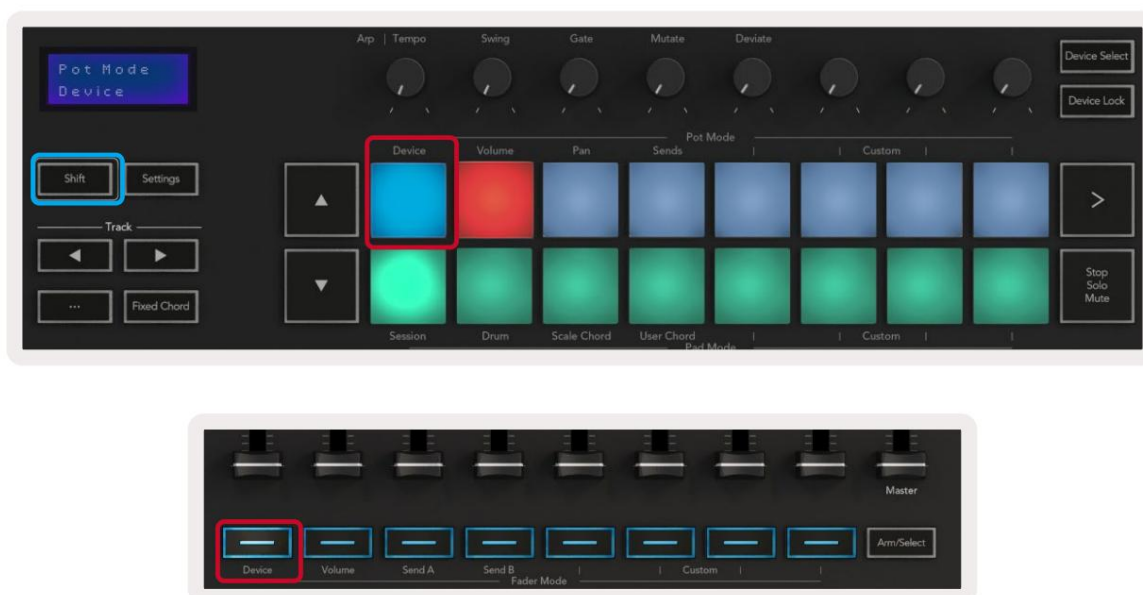 Arp | Tempo Swing Gate Mutate Deviate
Pot Mode
Device
Device Select
Device Lock
Pot Mode
Device Volume Pan Sends Custom
Shift Settings
Track
...
Fixed Chord
>
Stop
Solo
Mute
Session Drum Scale Chord User Chord Custom
Pad Mode
Master
Arm/Select
Device Volume Send A Send B Custom
Fader Mode